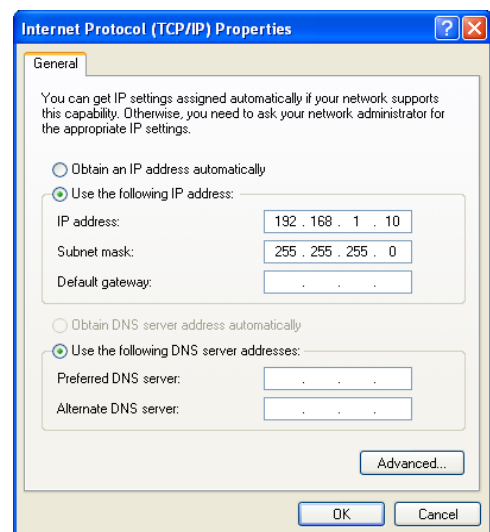 Internet Protocol (TCP/IP) Properties
General
You can get IP settings assigned automatically if your network supports
this capability. Otherwise, you need to ask your network administrator for
the appropriate IP settings.
Obtain an IP address automatically
Use the following IP address:
IP address: 192 . 168 . 1 . 10
Subnet mask: 255 . 255 . 255 . 0
Default gateway: . . .
Obtain DNS server address automatically
Use the following DNS server addresses:
Preferred DNS server: . . .
Alternate DNS server: . . .
Advanced...
OK Cancel